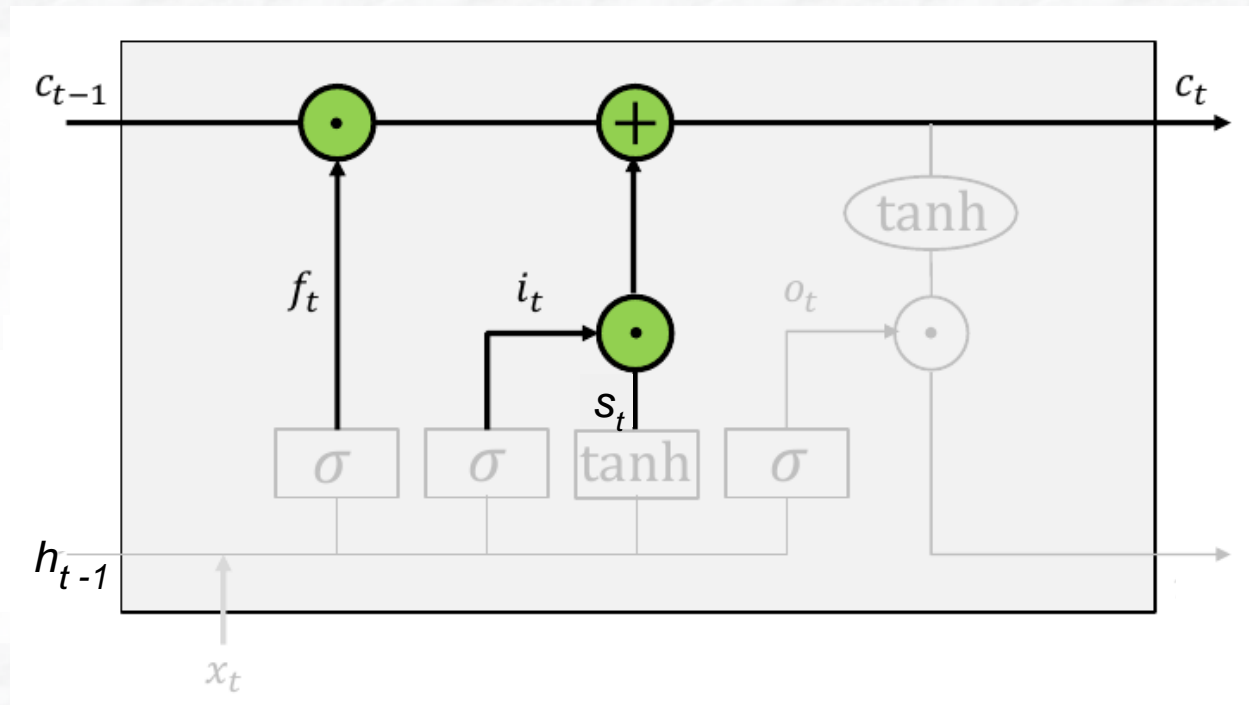 c_{t−1}
c_t
tanh
f_t
i_t
o_t
s_t
σ
σ
tanh
σ
h_{t-1}
x_t